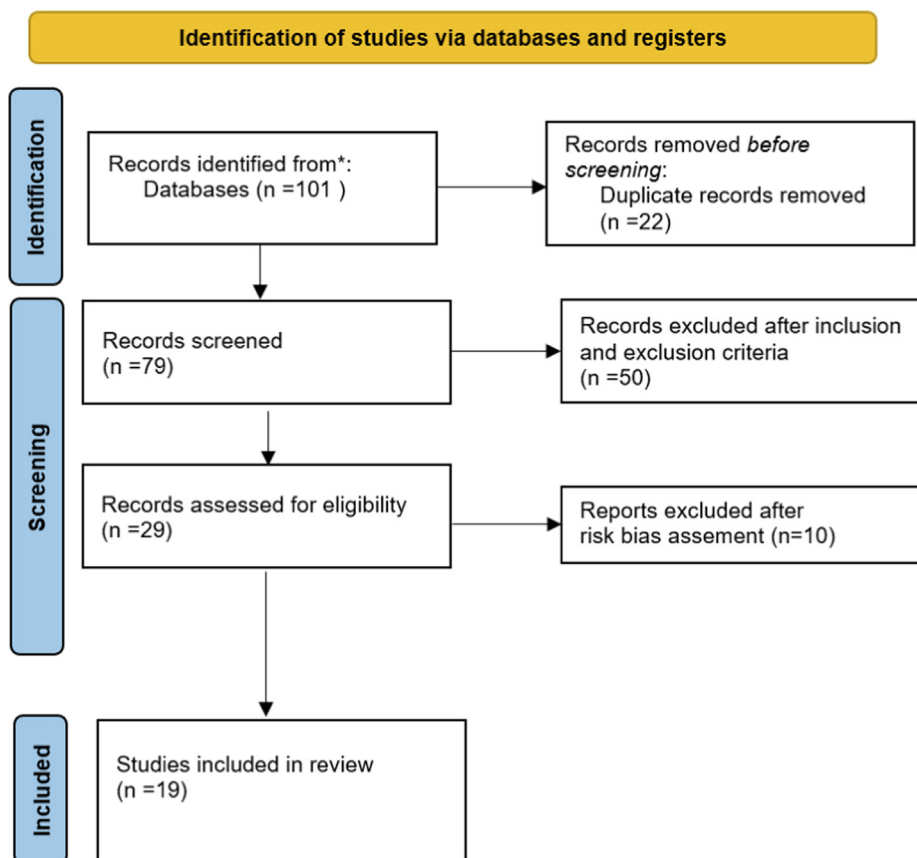 Identification of studies via databases and registers
Identification
Records identified from*:
Databases (n =101 )
Records removed before
screening:
Duplicate records removed
(n =22)
Screening
Records screened
(n =79)
Records excluded after inclusion
and exclusion criteria
(n =50)
Records assessed for eligibility
(n =29)
Reports excluded after
risk bias assement (n=10)
Included
Studies included in review
(n =19)